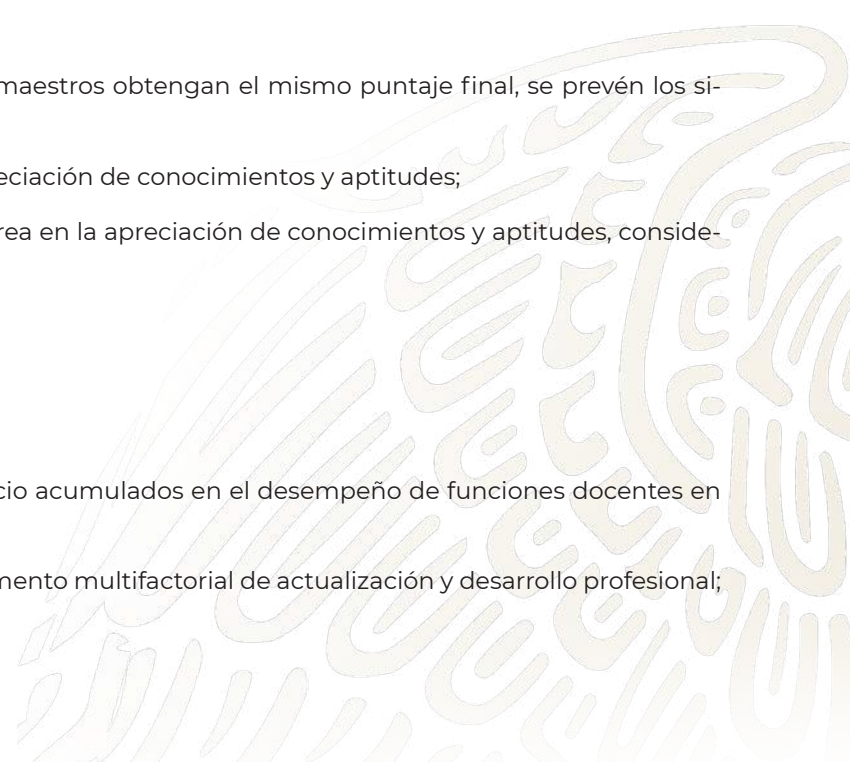 maestros obtengan el mismo puntaje final, se prevén los si-
eciación de conocimientos y aptitudes;
rea en la apreciación de conocimientos y aptitudes, conside-
cio acumulados en el desempeño de funciones docentes en
mento multifactorial de actualización y desarrollo profesional;